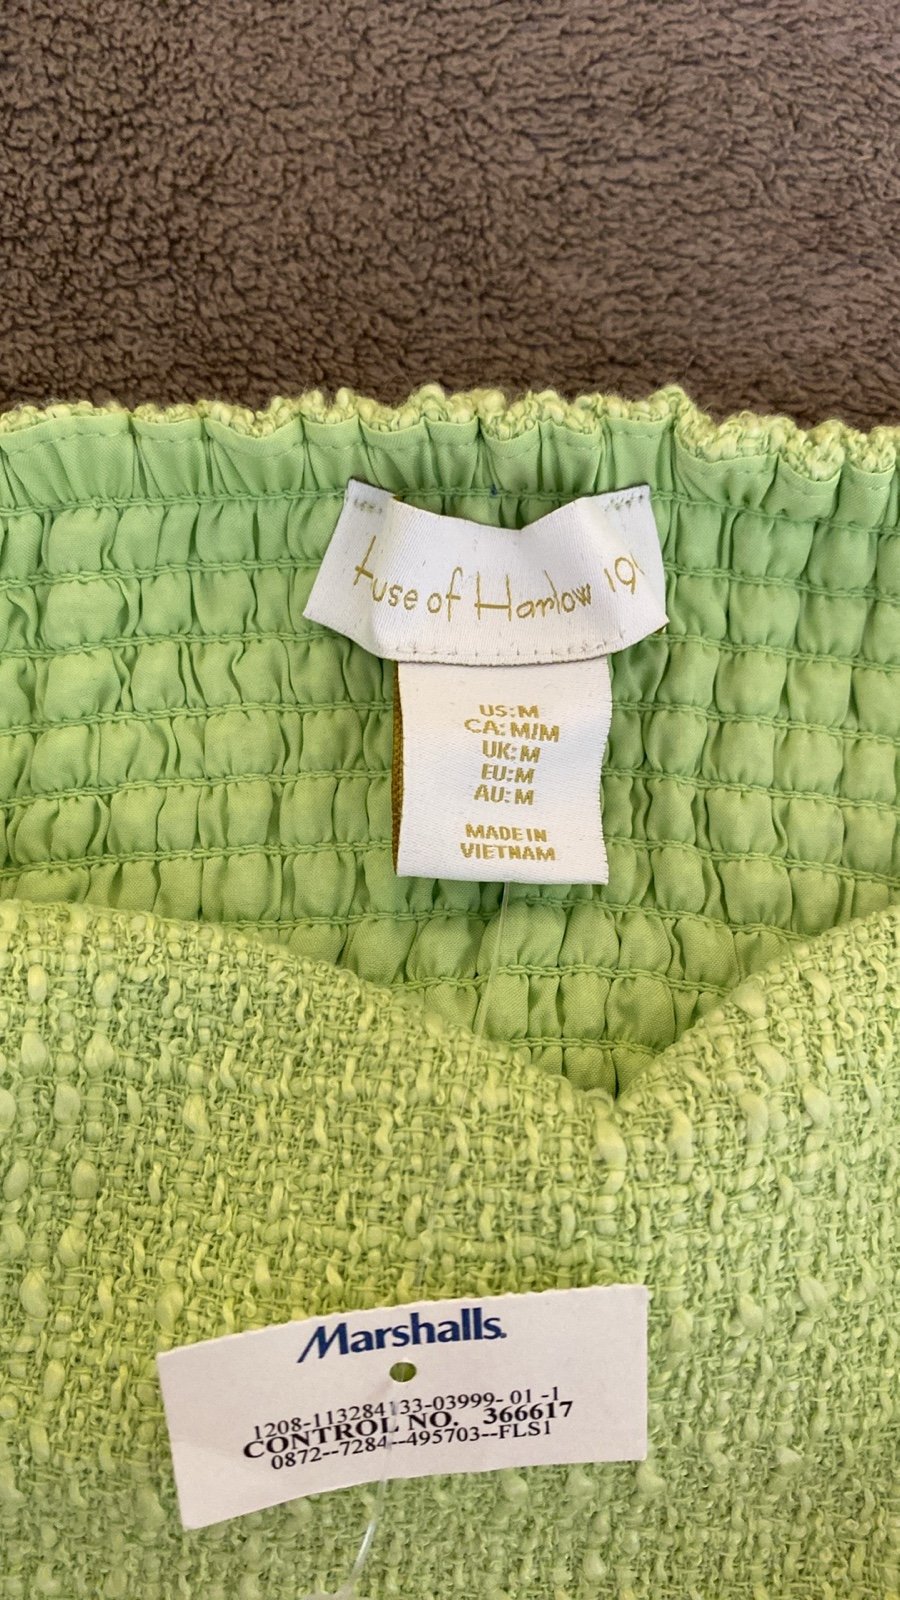 use of Harlow 19
US:M
CA:M/M
UK:M
EU:M
AU:M
MADE IN
VIETNAM
Marshalls.
1208-113284133-03999- 01 -1
CONTROL NO. 366617
0872--7284--495703--FLS1